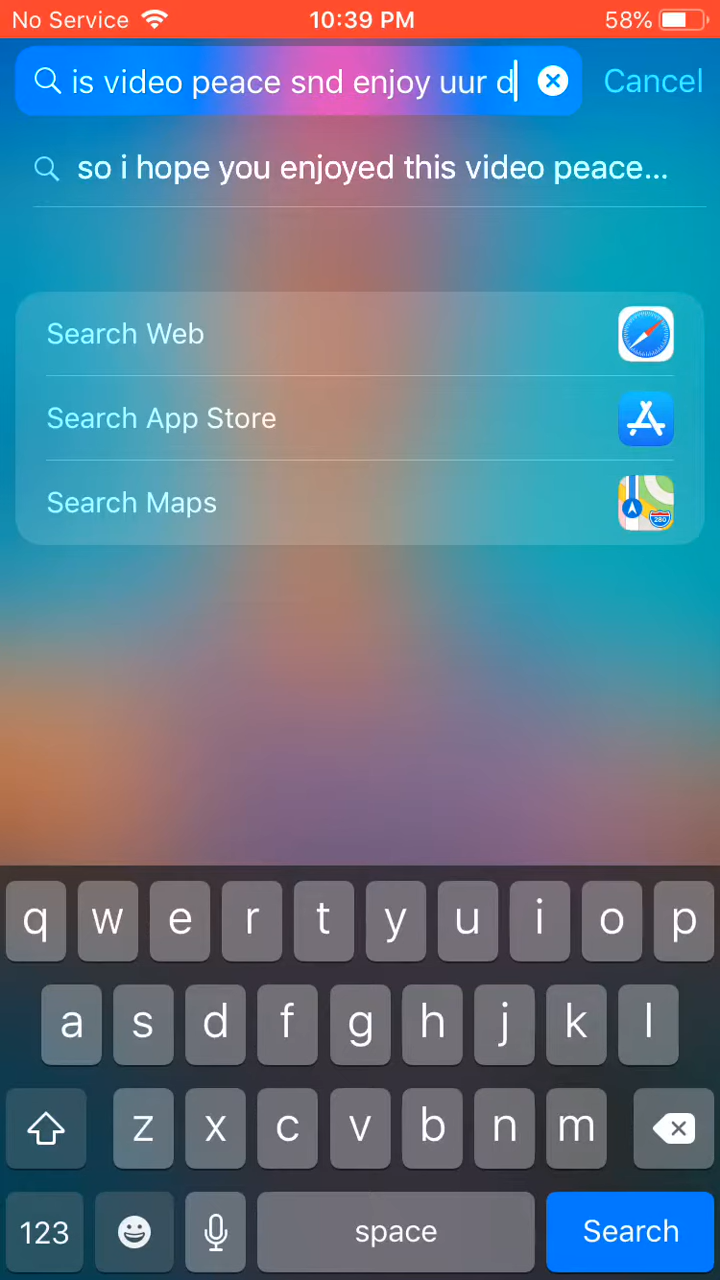 No Service 10:39 PM 58%
is video peace snd enjoy uur d Cancel
so i hope you enjoyed this video peace...
Search Web
Search App Store
Search Maps
280
q w e r t y u i o p
a s d f g h j k l
z x c v b n m
123 space Search